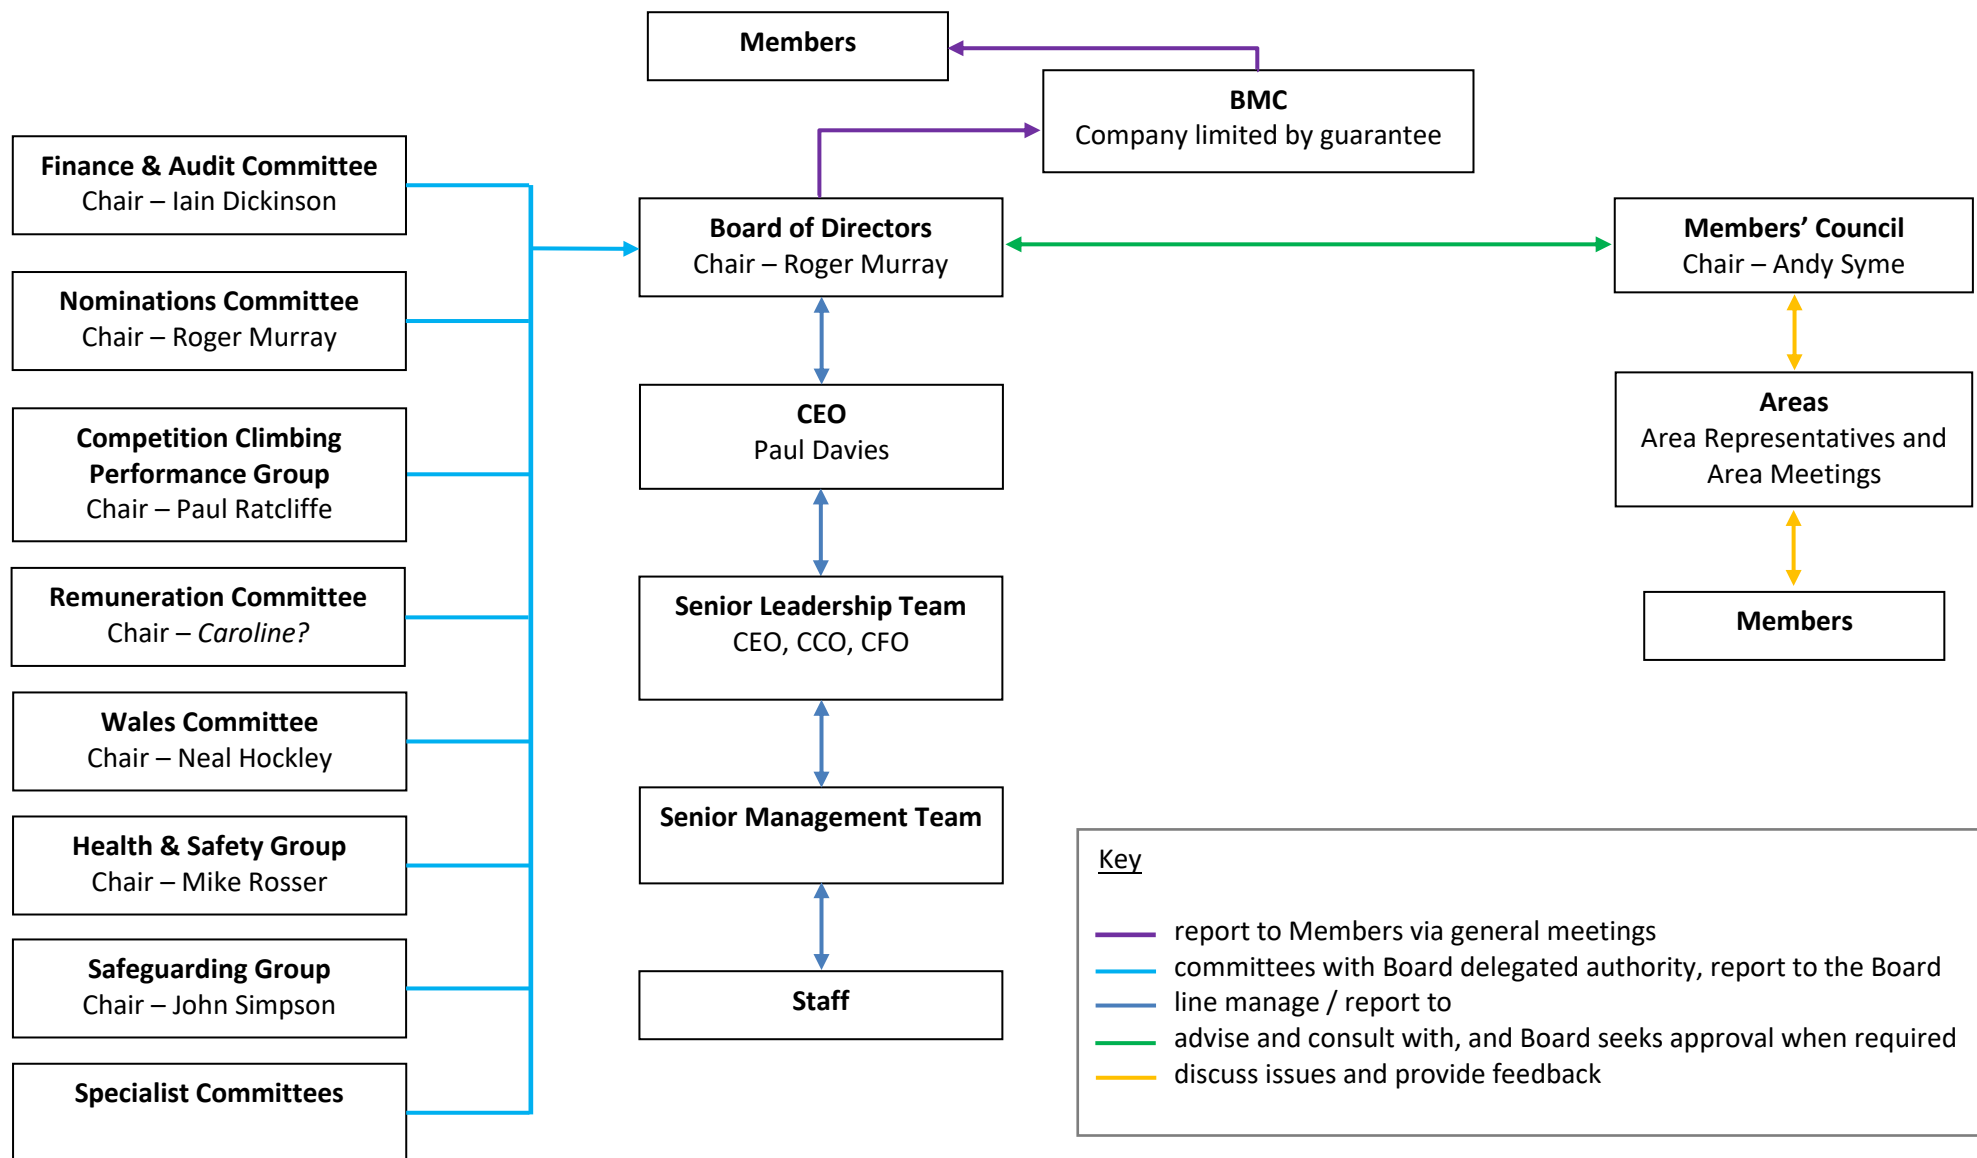 Members
BMC
Company limited by guarantee
Finance & Audit Committee
Chair – Iain Dickinson
Nominations Committee
Chair – Roger Murray
Competition Climbing
Performance Group
Chair – Paul Ratcliffe
Remuneration Committee
Chair – Caroline?
Wales Committee
Chair – Neal Hockley
Health & Safety Group
Chair – Mike Rosser
Safeguarding Group
Chair – John Simpson
Specialist Committees
Board of Directors
Chair – Roger Murray
CEO
Paul Davies
Senior Leadership Team
CEO, CCO, CFO
Senior Management Team
Staff
Members’ Council
Chair – Andy Syme
Areas
Area Representatives and
Area Meetings
Members
Key
report to Members via general meetings
committees with Board delegated authority, report to the Board
line manage / report to
advise and consult with, and Board seeks approval when required
discuss issues and provide feedback